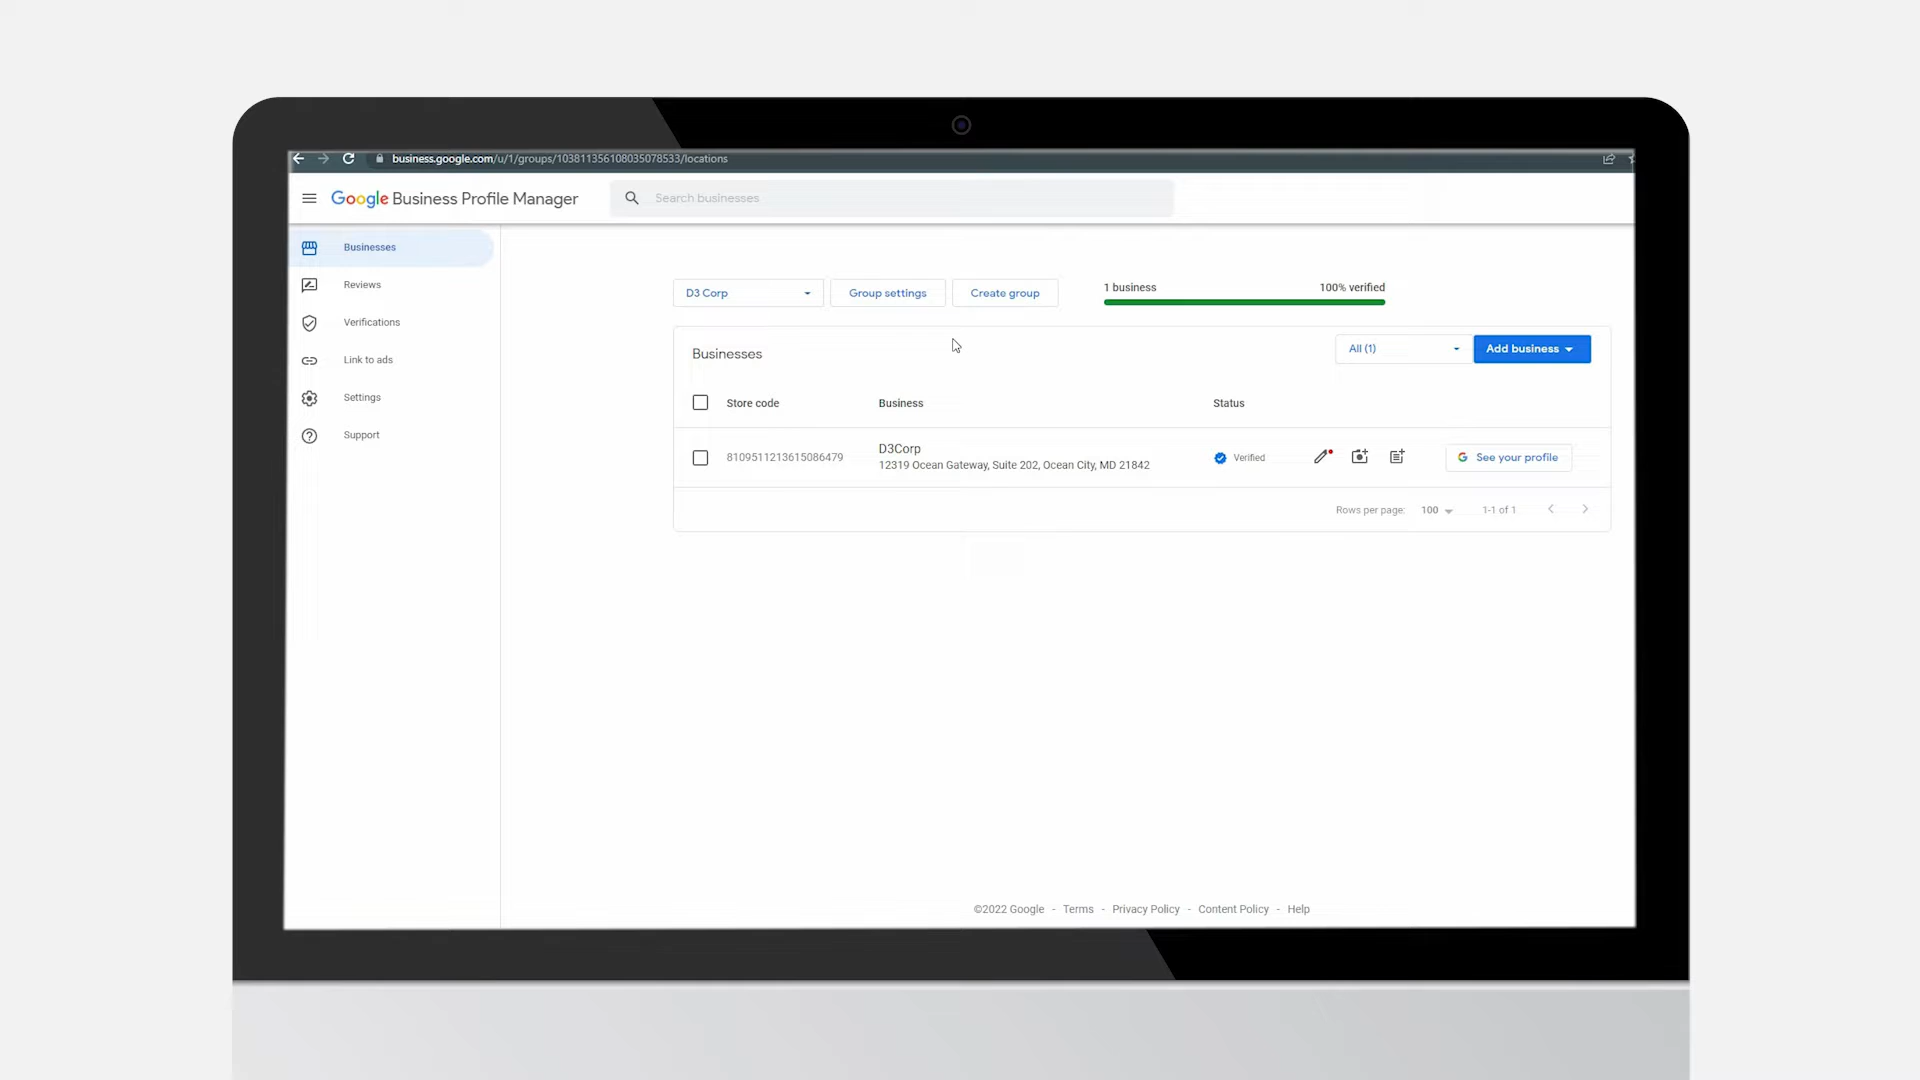 business.google.com/u/1/groups/103811356108035078533/locations
Google Business Profile Manager
Search businesses
Businesses
Reviews
Verifications
Link to ads
Settings
Support
D3 Corp
Group settings
Create group
1 business
100% verified
Businesses
All (1)
Add business
Store code
Business
Status
8109511213615086479
D3Corp
12319 Ocean Gateway, Suite 202, Ocean City, MD 21842
Verified
See your profile
Rows per page:
100
1-1 of 1
©2022 Google - Terms - Privacy Policy - Content Policy - Help